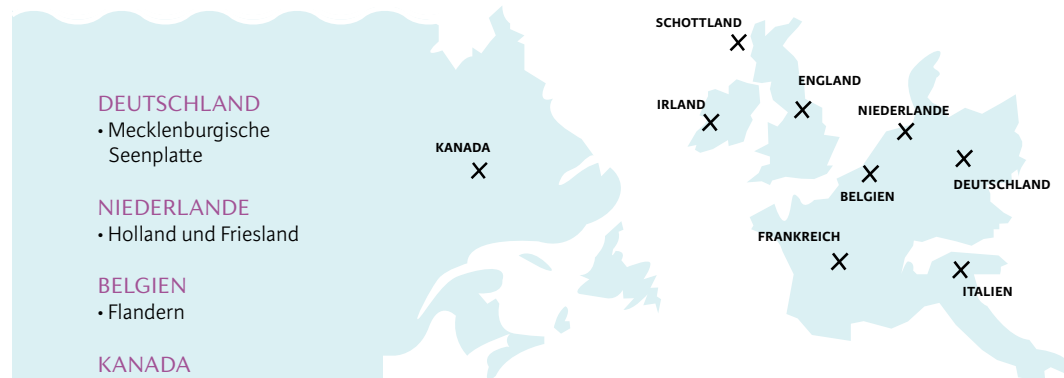 DEUTSCHLAND
• Mecklenburgische
Seenplatte
NIEDERLANDE
• Holland und Friesland
BELGIEN
• Flandern
KANADA
KANADA
SCHOTTLAND
IRLAND
ENGLAND
NIEDERLANDE
BELGIEN
DEUTSCHLAND
FRANKREICH
ITALIEN